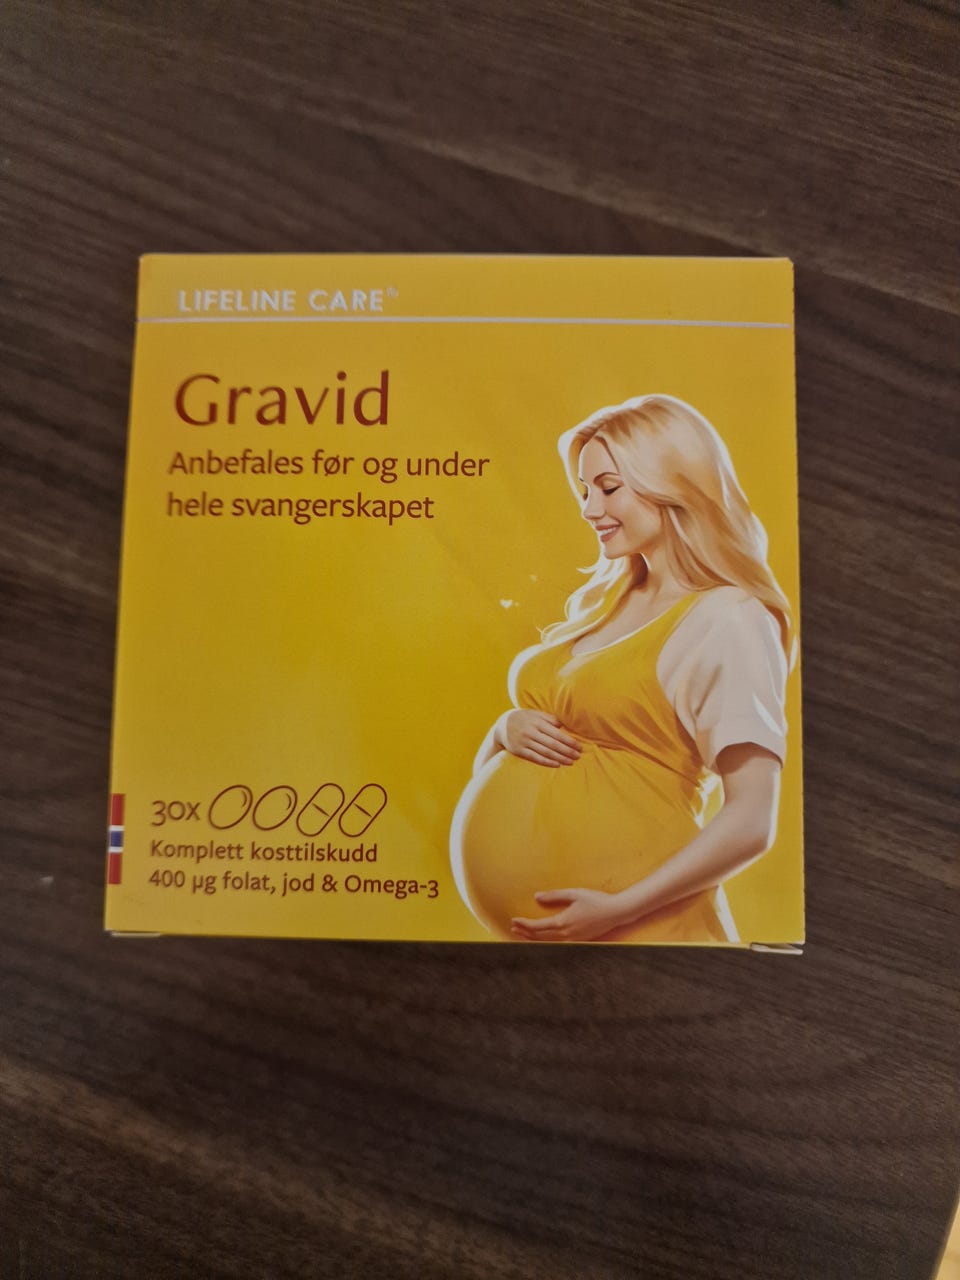 LIFELINE CARE®
Gravid
Anbefales før og under
hele svangerskapet
30x
Komplett kosttilskudd
400 µg folat, jod & Omega-3